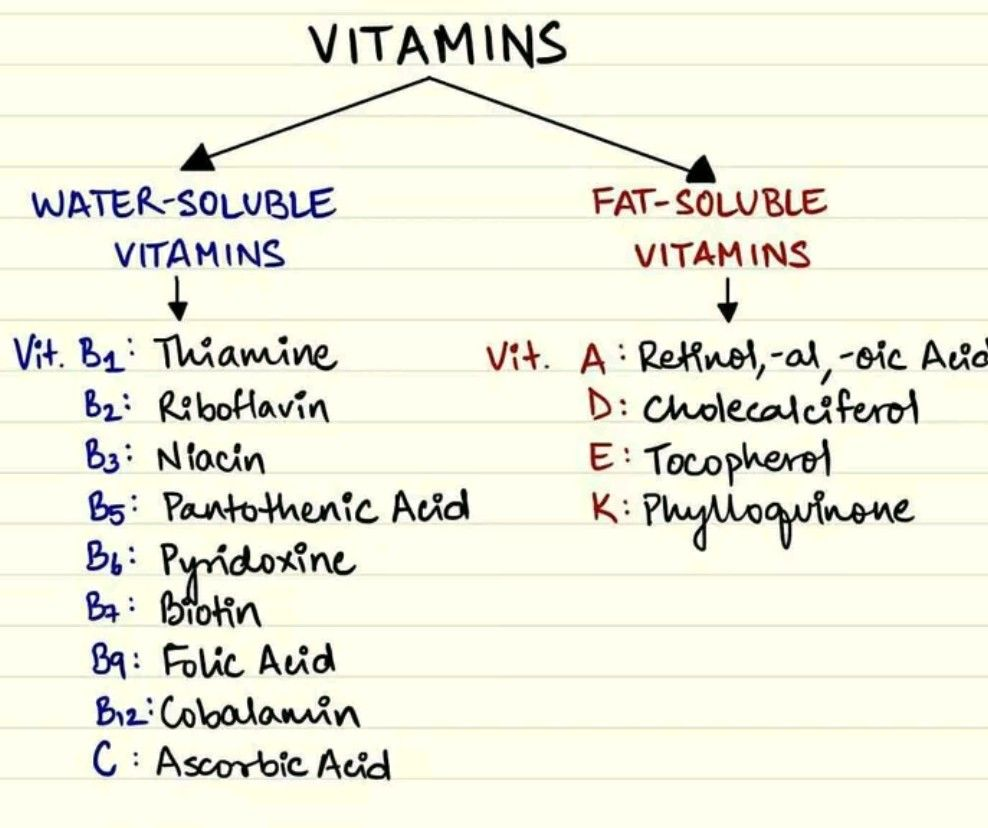 VITAMINS
WATER-SOLUBLE
VITAMINS
Vit. B1: Thiamine
B2: Riboflavin
B3: Niacin
B5: Pantothenic Acid
B6: Pyridoxine
B7: Biotin
B9: Folic Acid
B12: Cobalamin
C: Ascorbic Acid
FAT-SOLUBLE
VITAMINS
Vit. A: Retinol,-al,-oic Acid
D: Cholecalciferol
E: Tocopherol
K: Phylloquinone